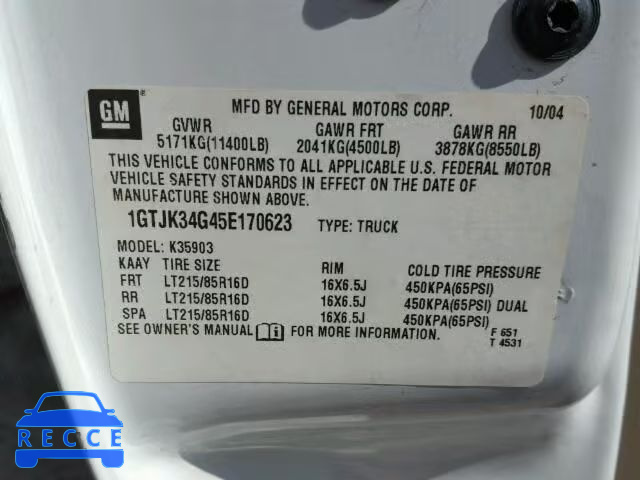 GM
®
MFD BY GENERAL MOTORS CORP. 10/04
GVWR GAWR FRT GAWR RR
5171KG(11400LB) 2041KG(4500LB) 3878KG(8550LB)
THIS VEHICLE CONFORMS TO ALL APPLICABLE U.S. FEDERAL MOTOR
VEHICLE SAFETY STANDARDS IN EFFECT ON THE DATE OF
MANUFACTURE SHOWN ABOVE.
1GTJK34G45E170623 TYPE: TRUCK
MODEL: K35903
KAAY TIRE SIZE RIM COLD TIRE PRESSURE
FRT LT215/85R16D 16X6.5J 450KPA(65PSI)
RR LT215/85R16D 16X6.5J 450KPA(65PSI) DUAL
SPA LT215/85R16D 16X6.5J 450KPA(65PSI)
SEE OWNER'S MANUAL i FOR MORE INFORMATION. F 651
T 4531
RECCE